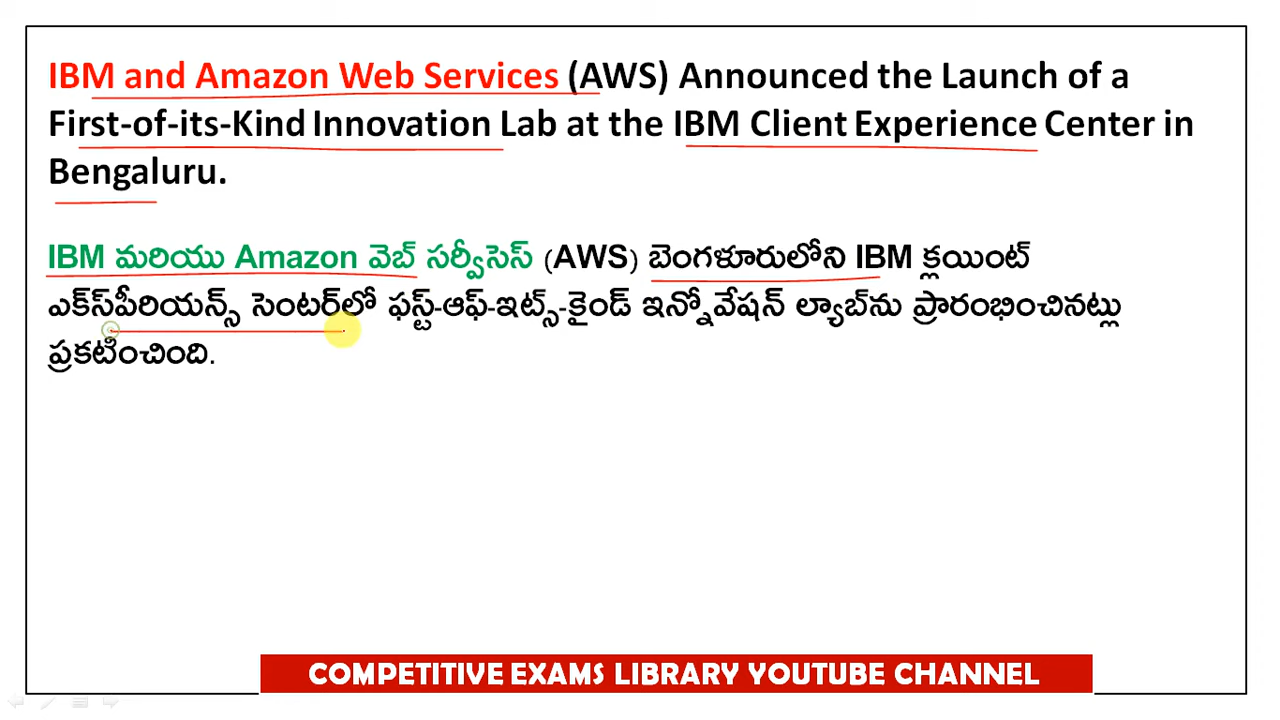 IBM and Amazon Web Services (AWS) Announced the Launch of a
First-of-its-Kind Innovation Lab at the IBM Client Experience Center in
Bengaluru.
IBM మరియు Amazon వెబ్ సర్వీసెస్ (AWS) బెంగళూరులోని IBM క్లయింట్
ఎక్స్‌పీరియన్స్ సెంటర్‌లో ఫస్ట్-ఆఫ్-ఇట్స్-కైండ్ ఇన్నోవేషన్ ల్యాబ్‌ను ప్రారంభించినట్లు
ప్రకటించింది.
COMPETITIVE EXAMS LIBRARY YOUTUBE CHANNEL